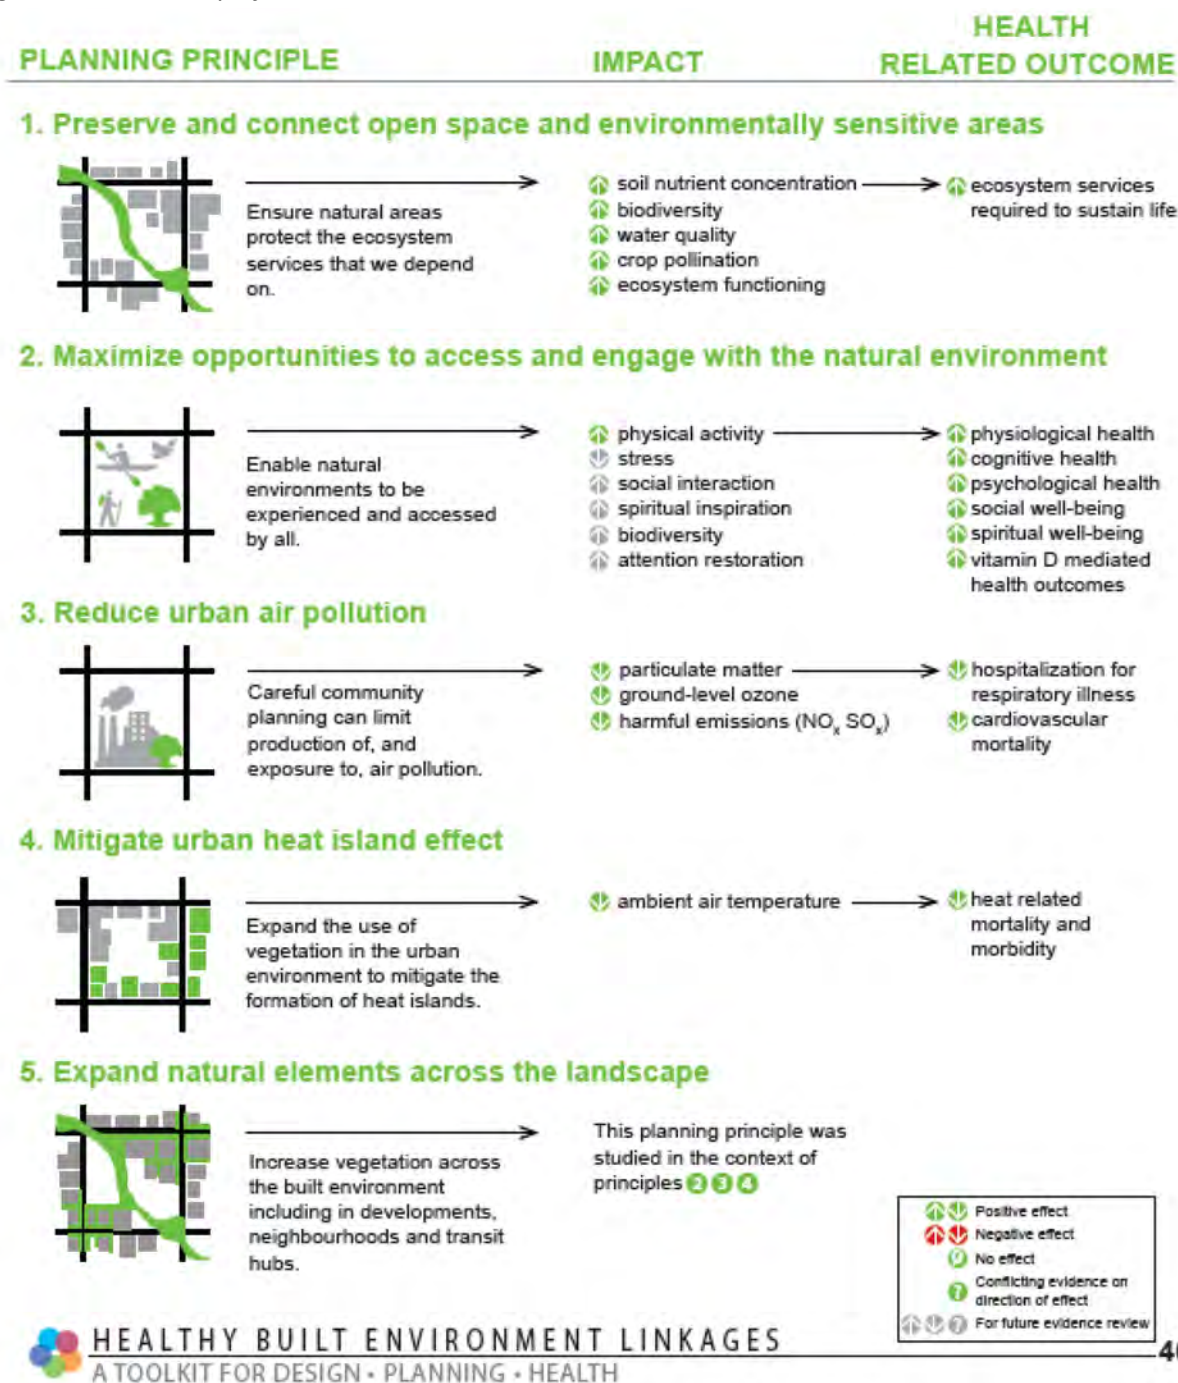 PLANNING PRINCIPLE
IMPACT
HEALTH
RELATED OUTCOME
1. Preserve and connect open space and environmentally sensitive areas
Ensure natural areas
protect the ecosystem
services that we depend
on.
soil nutrient concentration
biodiversity
water quality
crop pollination
ecosystem functioning
ecosystem services
required to sustain life
2. Maximize opportunities to access and engage with the natural environment
Enable natural
environments to be
experienced and accessed
by all.
physical activity
stress
social interaction
spiritual inspiration
biodiversity
attention restoration
physiological health
cognitive health
psychological health
social well-being
spiritual well-being
vitamin D mediated
health outcomes
3. Reduce urban air pollution
Careful community
planning can limit
production of, and
exposure to, air pollution.
particulate matter
ground-level ozone
harmful emissions (NOx SOx)
hospitalization for
respiratory illness
cardiovascular
mortality
4. Mitigate urban heat island effect
Expand the use of
vegetation in the urban
environment to mitigate the
formation of heat islands.
ambient air temperature
heat related
mortality and
morbidity
5. Expand natural elements across the landscape
Increase vegetation across
the built environment
including in developments,
neighbourhoods and transit
hubs.
This planning principle was
studied in the context of
principles 2 3 4
Positive effect
Negative effect
No effect
? Conflicting evidence on
direction of effect
? For future evidence review
HEALTHY BUILT ENVIRONMENT LINKAGES
A TOOLKIT FOR DESIGN • PLANNING • HEALTH